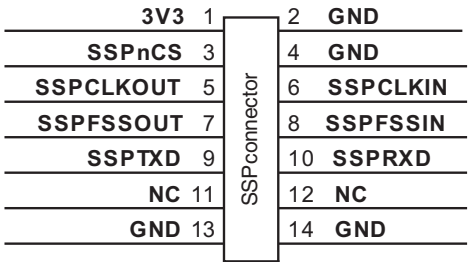 3V3 1 2 GND
SSPnCS 3 4 GND
SSPCLKOUT 5 6 SSPCLKIN
SSPFSSOUT 7 8 SSPFSSIN
SSPTXD 9 10 SSPRXD
NC 11 12 NC
GND 13 14 GND
SSPconnector